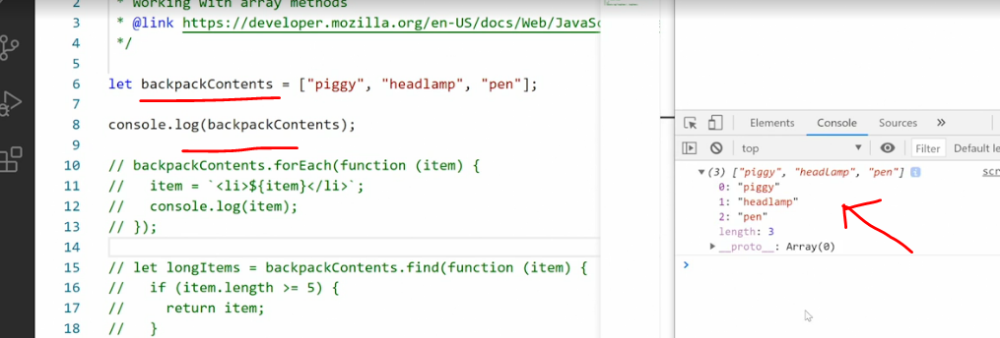 2 * Working with array methods
3 * @link https://developer.mozilla.org/en-US/docs/Web/JavaSc
4 */
5
6 let backpackContents = ["piggy", "headlamp", "pen"];
7
8 console.log(backpackContents);
9
10 // backpackContents.forEach(function (item) {
11 //   item = `<li>${item}</li>`;
12 //   console.log(item);
13 // });
14
15 // let longItems = backpackContents.find(function (item) {
16 //   if (item.length >= 5) {
17 //     return item;
18 //   }
Elements Console Sources »
top Filter Default le
▼(3) ["piggy", "headlamp", "pen"] i scr
0: "piggy"
1: "headlamp"
2: "pen"
length: 3
▶__proto__: Array(0)
>